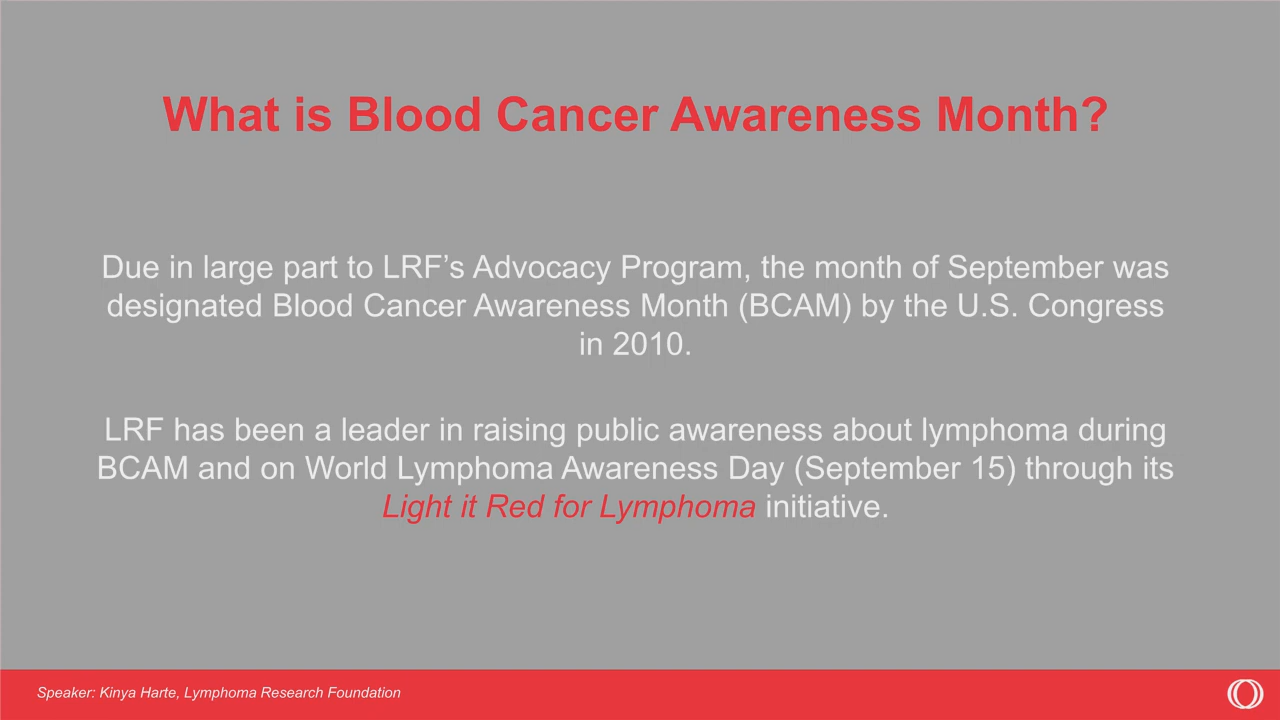 What is Blood Cancer Awareness Month?
Due in large part to LRF’s Advocacy Program, the month of September was
designated Blood Cancer Awareness Month (BCAM) by the U.S. Congress
in 2010.
LRF has been a leader in raising public awareness about lymphoma during
BCAM and on World Lymphoma Awareness Day (September 15) through its
Light it Red for Lymphoma initiative.
Speaker: Kinya Harte, Lymphoma Research Foundation